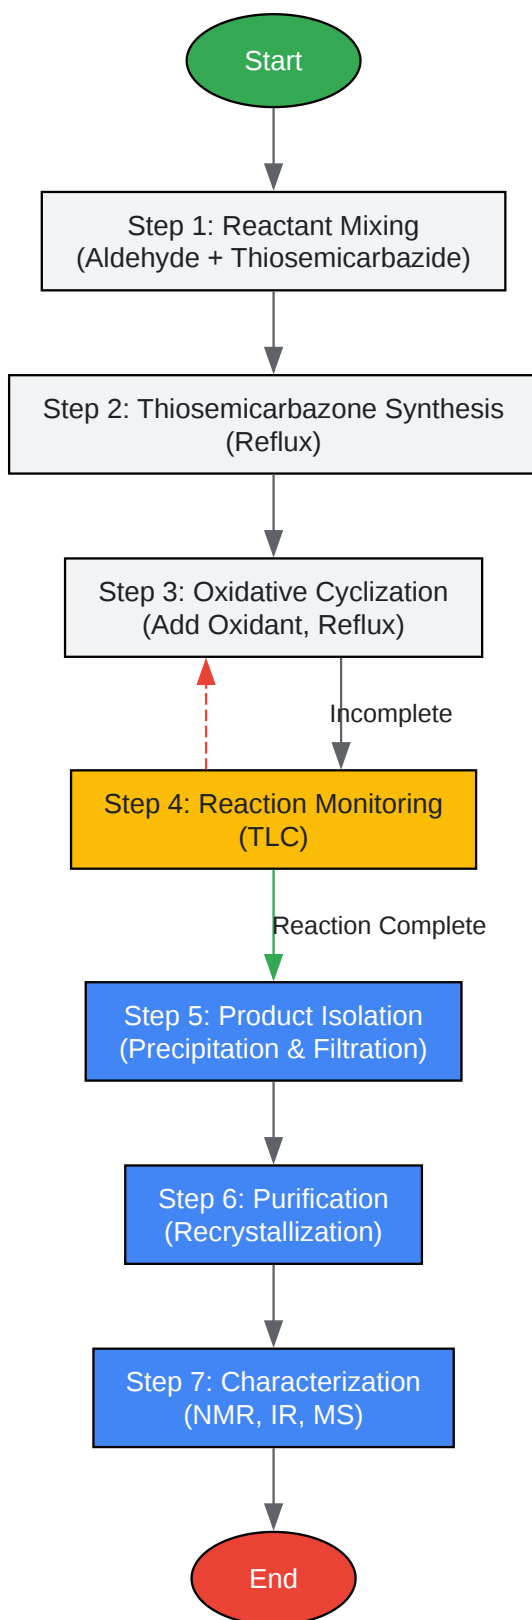 Start
Step 1: Reactant Mixing
(Aldehyde + Thiosemicarbazide)
Step 2: Thiosemicarbazone Synthesis
(Reflux)
Step 3: Oxidative Cyclization
(Add Oxidant, Reflux)
Incomplete
Step 4: Reaction Monitoring
(TLC)
Reaction Complete
Step 5: Product Isolation
(Precipitation & Filtration)
Step 6: Purification
(Recrystallization)
Step 7: Characterization
(NMR, IR, MS)
End